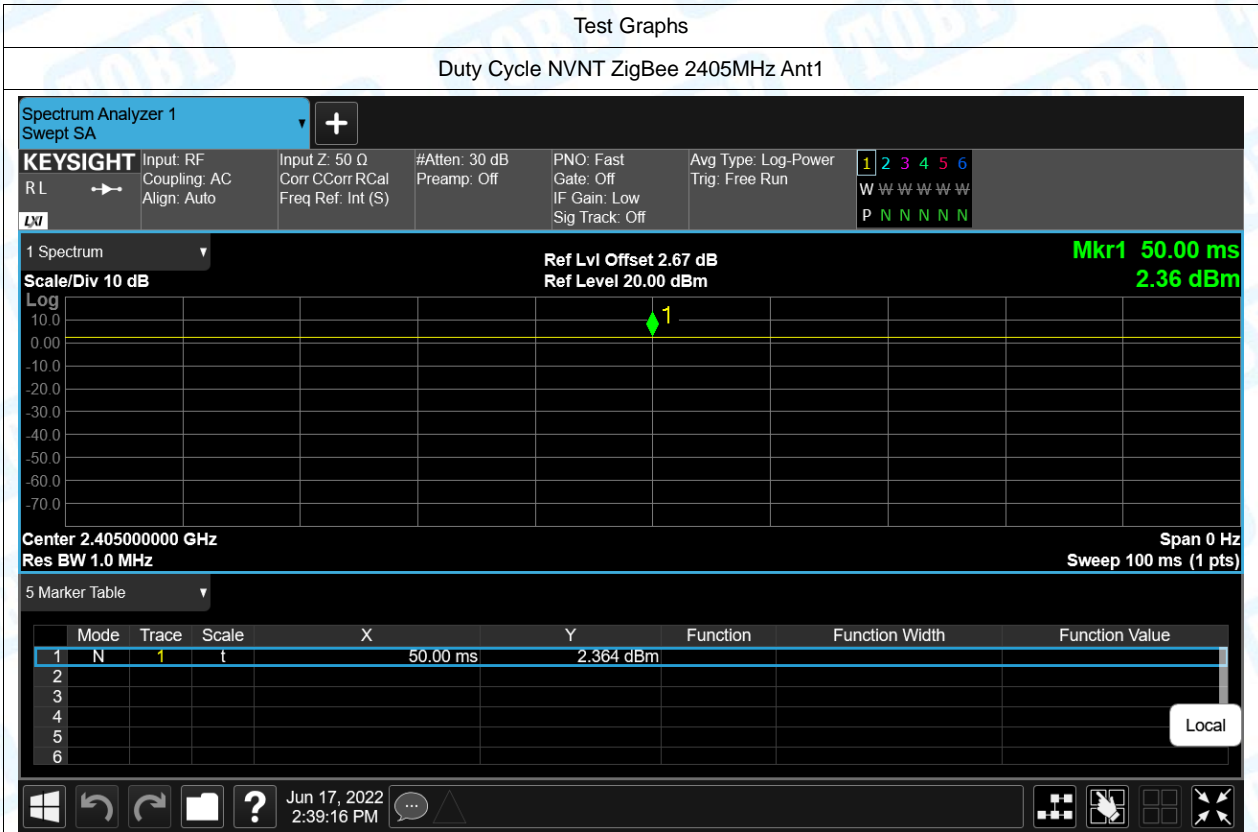 Test Graphs
Duty Cycle NVNT ZigBee 2405MHz Ant1
Spectrum Analyzer 1
Swept SA
KEYSIGHT
RL
LXI
Input: RF
Coupling: AC
Align: Auto
Input Z: 50 Ω
Corr CCorr RCal
Freq Ref: Int (S)
#Atten: 30 dB
Preamp: Off
PNO: Fast
Gate: Off
IF Gain: Low
Sig Track: Off
Avg Type: Log-Power
Trig: Free Run
1 2 3 4 5 6
W W W W W W
P N N N N N
1 Spectrum
Scale/Div 10 dB
Ref Lvl Offset 2.67 dB
Ref Level 20.00 dBm
Mkr1 50.00 ms
2.36 dBm
Log
10.0
0.00
-10.0
-20.0
-30.0
-40.0
-50.0
-60.0
-70.0
1
Center 2.405000000 GHz
Res BW 1.0 MHz
Span 0 Hz
Sweep 100 ms (1 pts)
5 Marker Table
Mode Trace Scale X Y Function Function Width Function Value
1 N 1 t 50.00 ms 2.364 dBm
2
3
4
5
6
Local
?
Jun 17, 2022
2:39:16 PM
TOBY